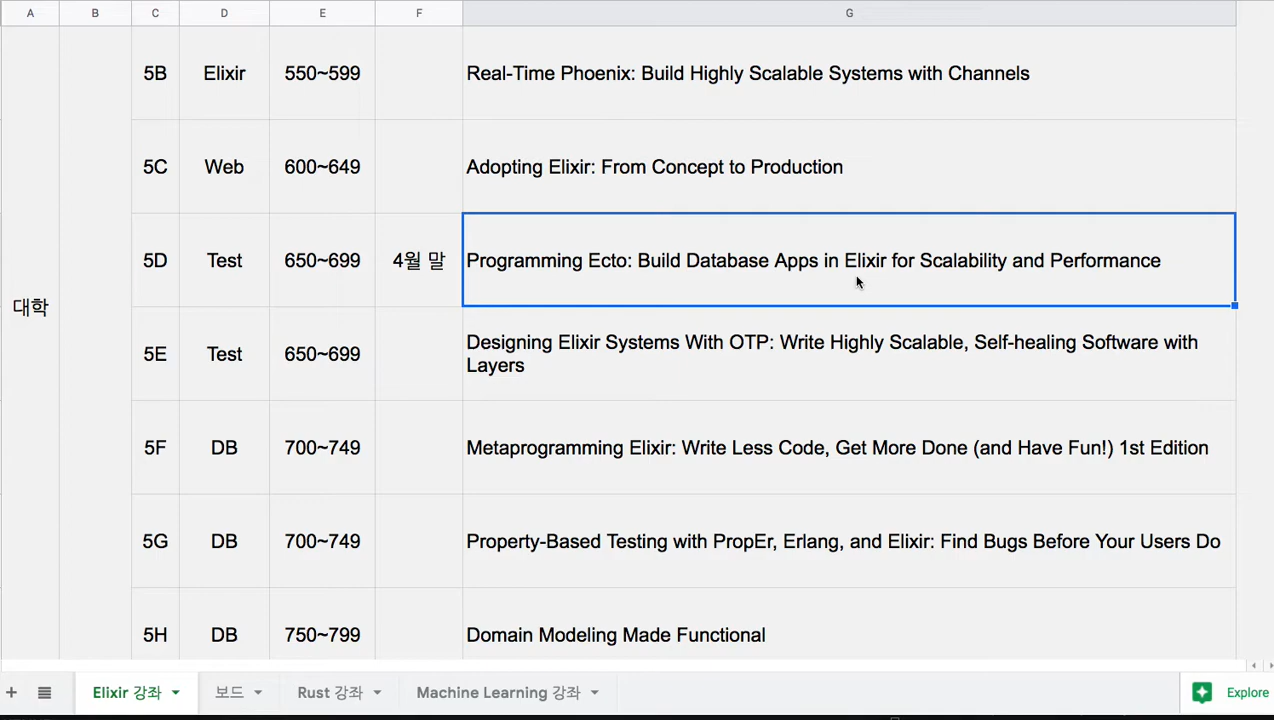 A B C D E F G
5B Elixir 550~599 Real-Time Phoenix: Build Highly Scalable Systems with Channels
5C Web 600~649 Adopting Elixir: From Concept to Production
5D Test 650~699 4월 말 Programming Ecto: Build Database Apps in Elixir for Scalability and Performance
대학
5E Test 650~699 Designing Elixir Systems With OTP: Write Highly Scalable, Self-healing Software with
Layers
5F DB 700~749 Metaprogramming Elixir: Write Less Code, Get More Done (and Have Fun!) 1st Edition
5G DB 700~749 Property-Based Testing with PropEr, Erlang, and Elixir: Find Bugs Before Your Users Do
5H DB 750~799 Domain Modeling Made Functional
+ Elixir 강좌 보드 Rust 강좌 Machine Learning 강좌 Explore